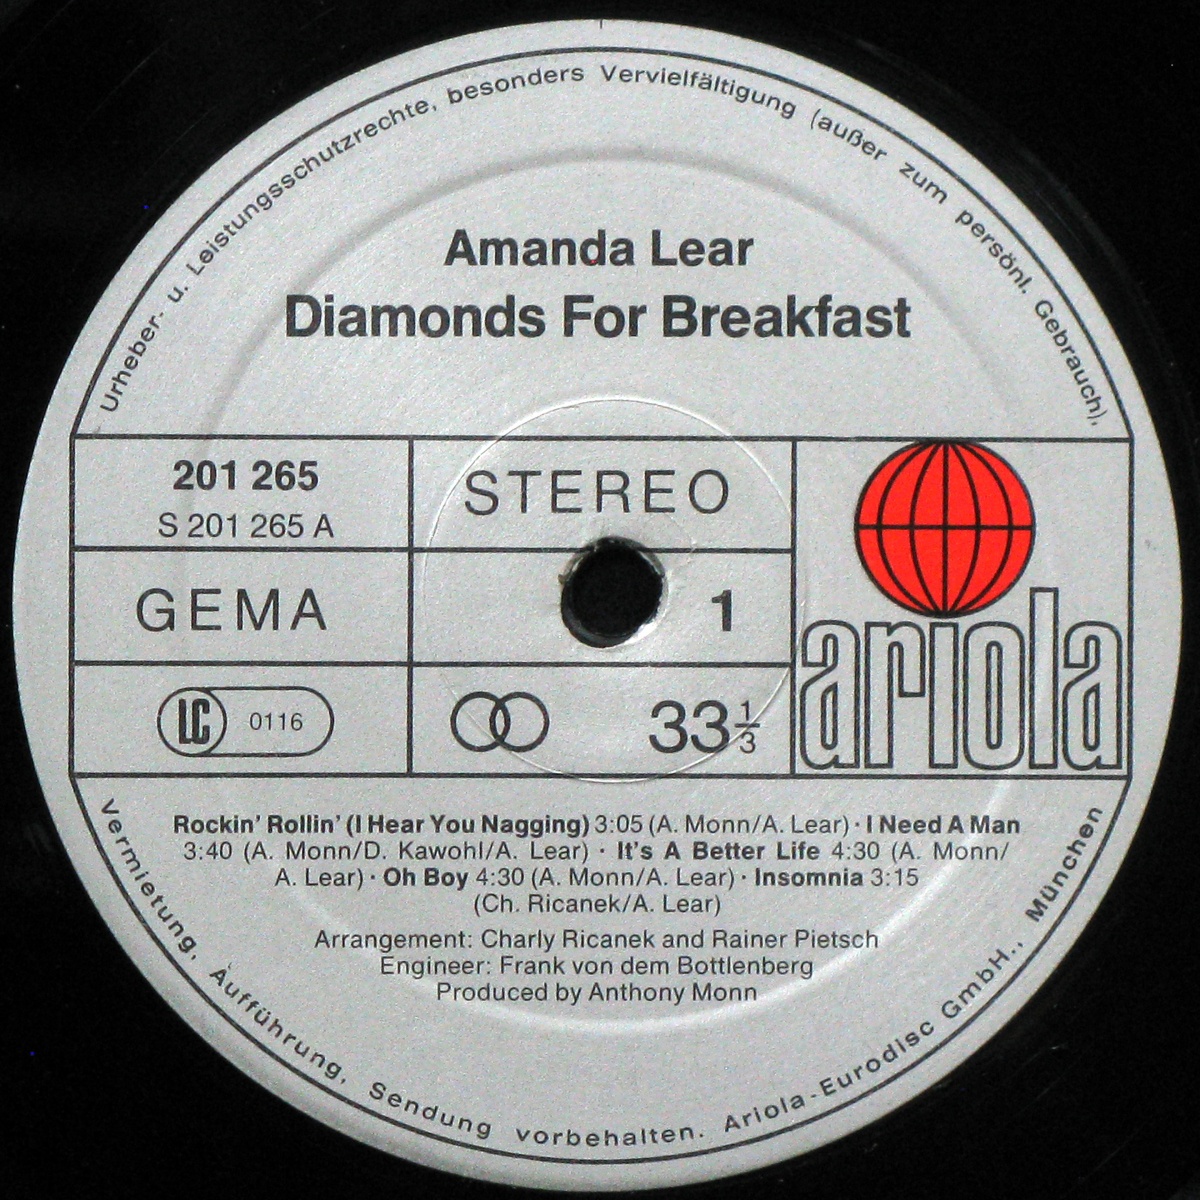 Urheber- u. Leistungsschutzrechte, besonders Vervielfältigung (außer zum persönl. Gebrauch),
Amanda Lear
Diamonds For Breakfast
201 265
S 201 265 A
STEREO
GEMA
1
LC 0116
33 1/3
ariola
Rockin' Rollin' (I Hear You Nagging) 3:05 (A. Monn/A. Lear) · I Need A Man
3:40 (A. Monn/D. Kawohl/A. Lear) · It's A Better Life 4:30 (A. Monn/
A. Lear) · Oh Boy 4:30 (A. Monn/A. Lear) · Insomnia 3:15
(Ch. Ricanek/A. Lear)
Arrangement: Charly Ricanek and Rainer Pietsch
Engineer: Frank von dem Bottlenberg
Produced by Anthony Monn
Vermietung, Aufführung, Sendung vorbehalten. Ariola-Eurodisc GmbH., München